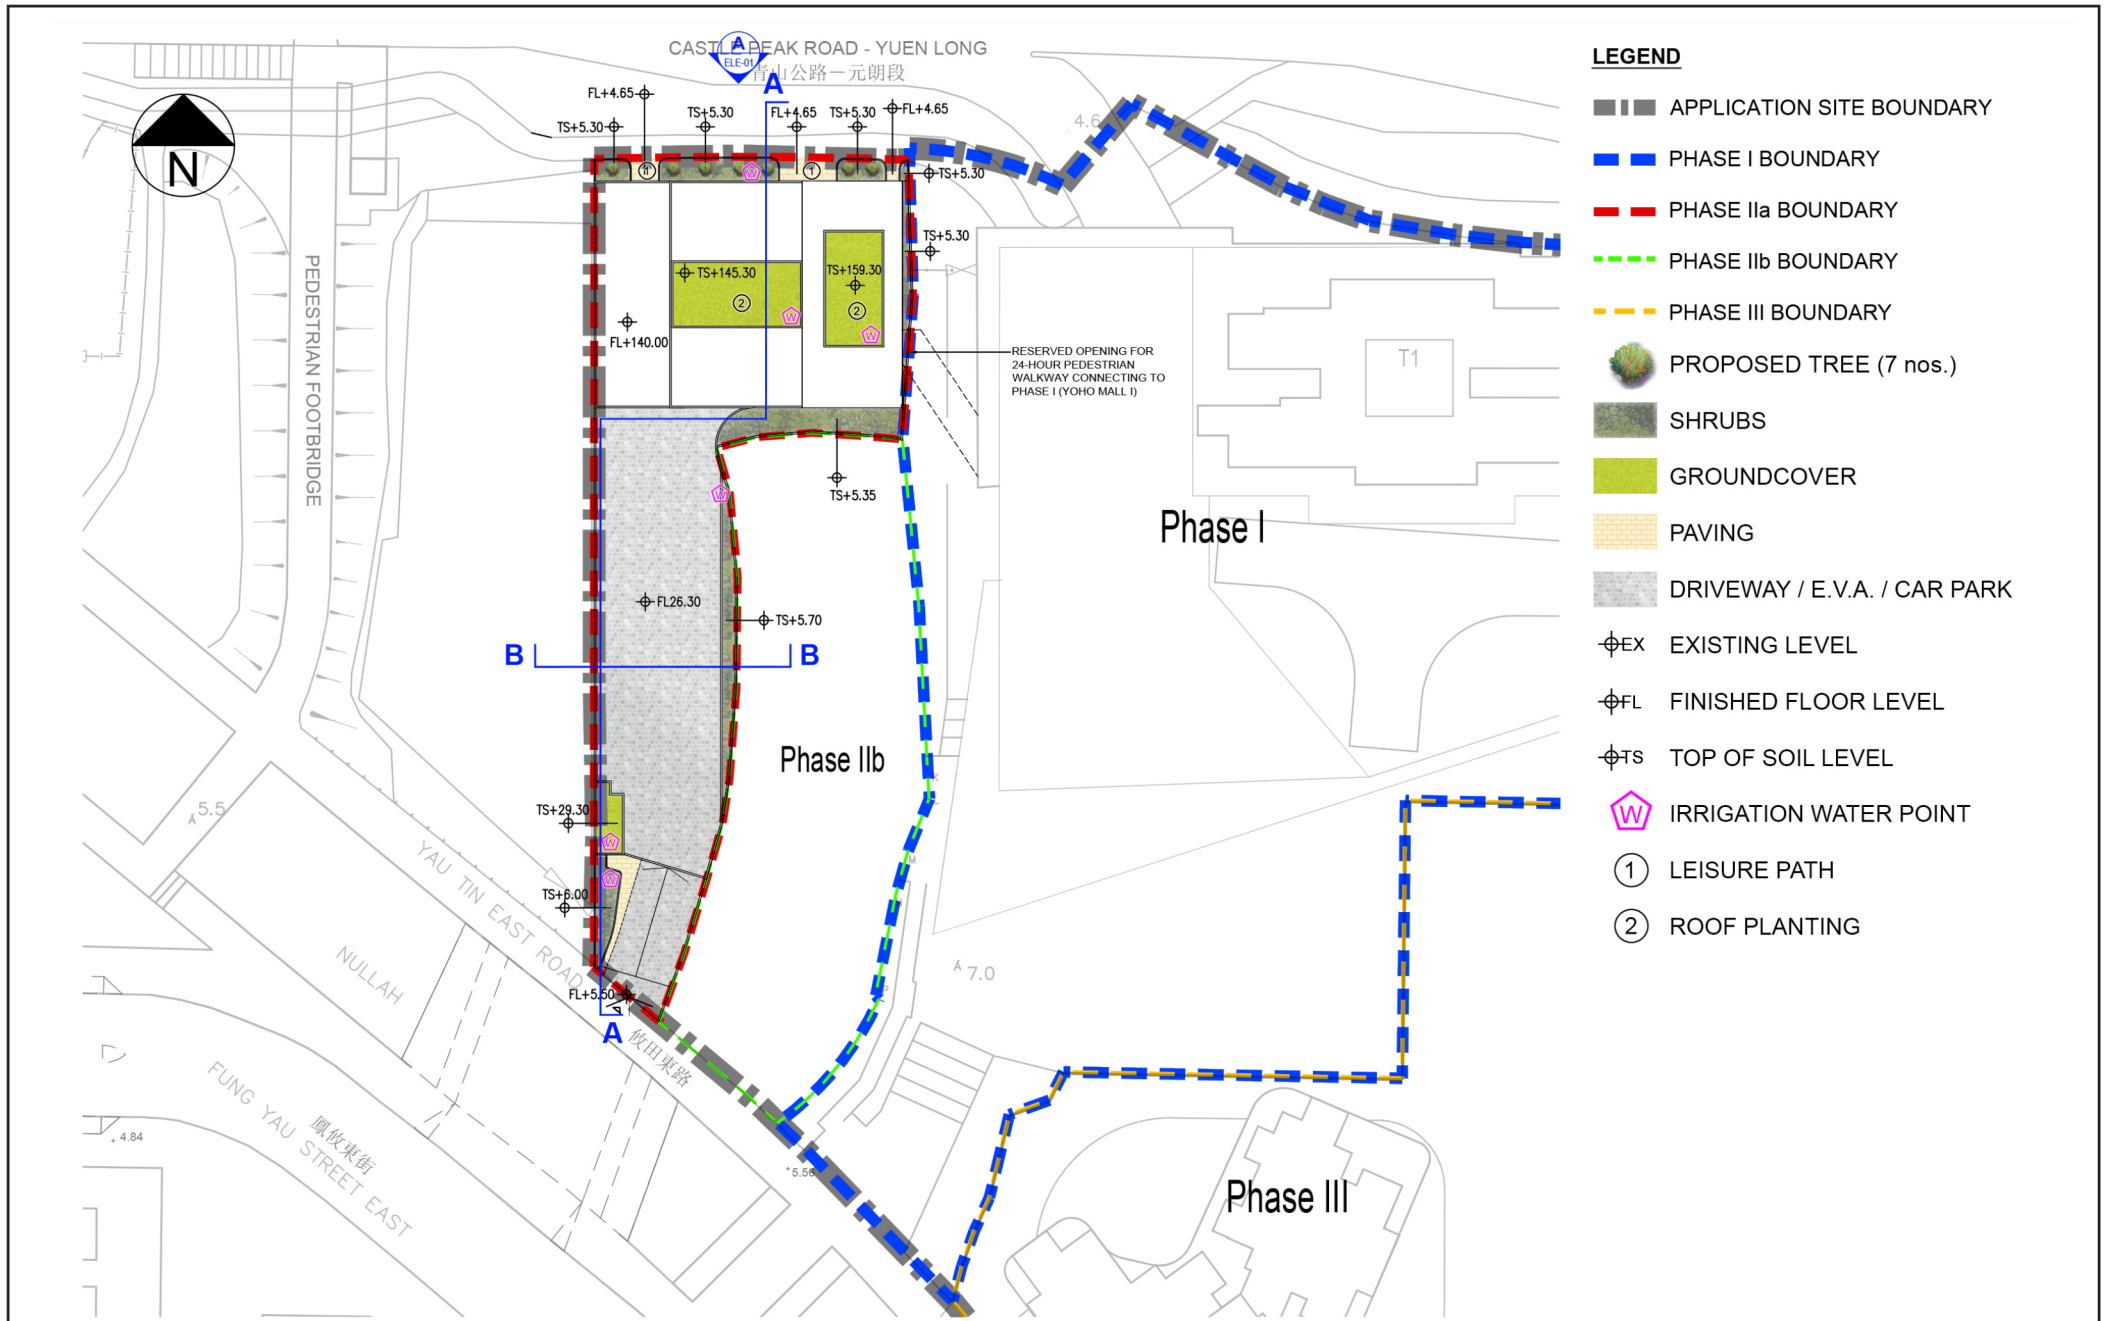 CASTLE PEAK ROAD - YUEN LONG
青山公路－元朗段
A
ELE-01
A
FL+4.65
TS+5.30
TS+5.30
FL+4.65
TS+5.30
FL+4.65
4.6
N
1
TS+5.30
TS+5.30
W
TS+145.30
2
W
TS+159.30
2
W
FL+140.00
RESERVED OPENING FOR
24-HOUR PEDESTRIAN
WALKWAY CONNECTING TO
PHASE I (YOHO MALL I)
T1
PEDESTRIAN FOOTBRIDGE
TS+5.35
W
Phase I
FL26.30
TS+5.70
B
B
Phase IIb
TS+29.30
W
5.5
W
TS+6.00
YAU TIN EAST ROAD
攸田東路
NULLAH
7.0
FL+5.50
A
FUNG YAU STREET EAST
鳳攸東街
4.84
5.56
Phase III
LEGEND
APPLICATION SITE BOUNDARY
PHASE I BOUNDARY
PHASE IIa BOUNDARY
PHASE IIb BOUNDARY
PHASE III BOUNDARY
PROPOSED TREE (7 nos.)
SHRUBS
GROUNDCOVER
PAVING
DRIVEWAY / E.V.A. / CAR PARK
EX EXISTING LEVEL
FL FINISHED FLOOR LEVEL
TS TOP OF SOIL LEVEL
W IRRIGATION WATER POINT
1 LEISURE PATH
2 ROOF PLANTING